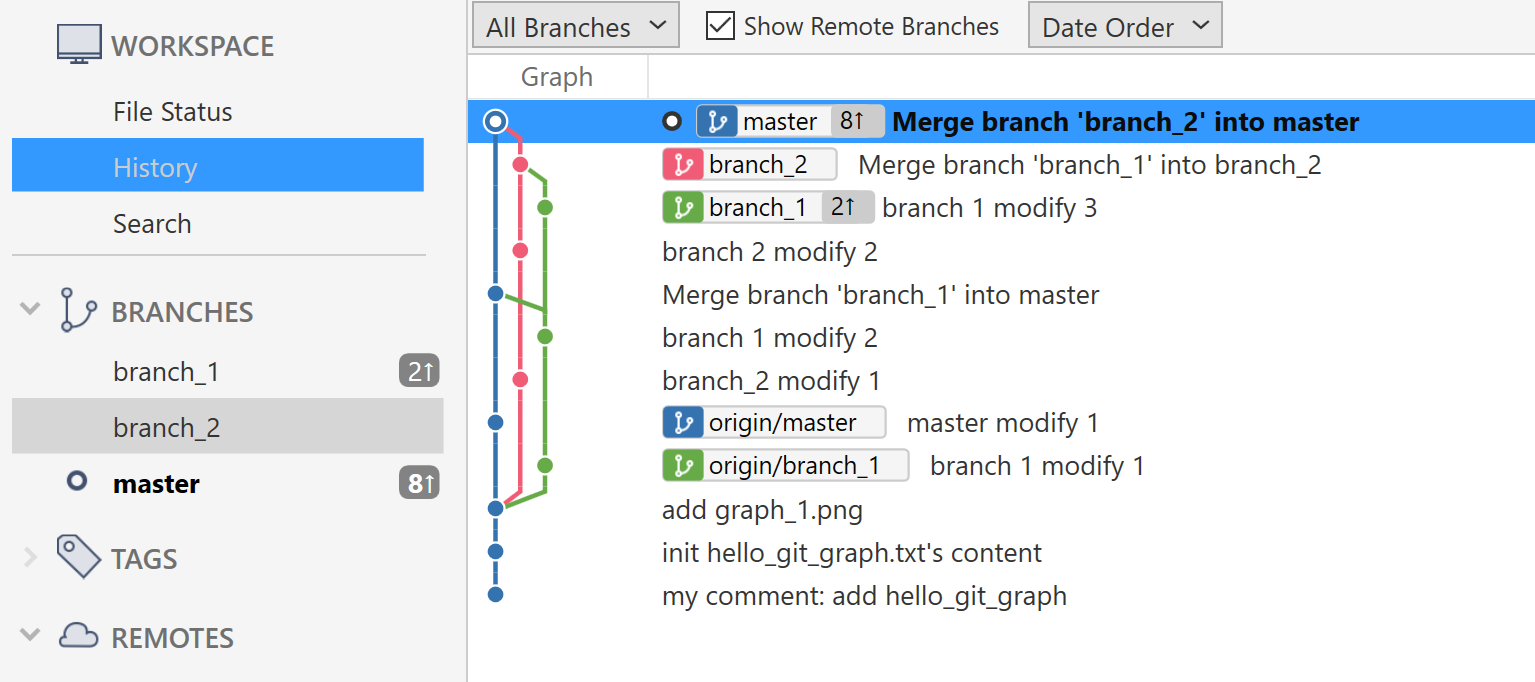 WORKSPACE
File Status
History
Search
BRANCHES
branch_1 2↑
branch_2
master 8↑
TAGS
REMOTES
All Branches Show Remote Branches Date Order
Graph
master 8↑ Merge branch 'branch_2' into master
branch_2 Merge branch 'branch_1' into branch_2
branch_1 2↑ branch 1 modify 3
branch 2 modify 2
Merge branch 'branch_1' into master
branch 1 modify 2
branch_2 modify 1
origin/master master modify 1
origin/branch_1 branch 1 modify 1
add graph_1.png
init hello_git_graph.txt's content
my comment: add hello_git_graph